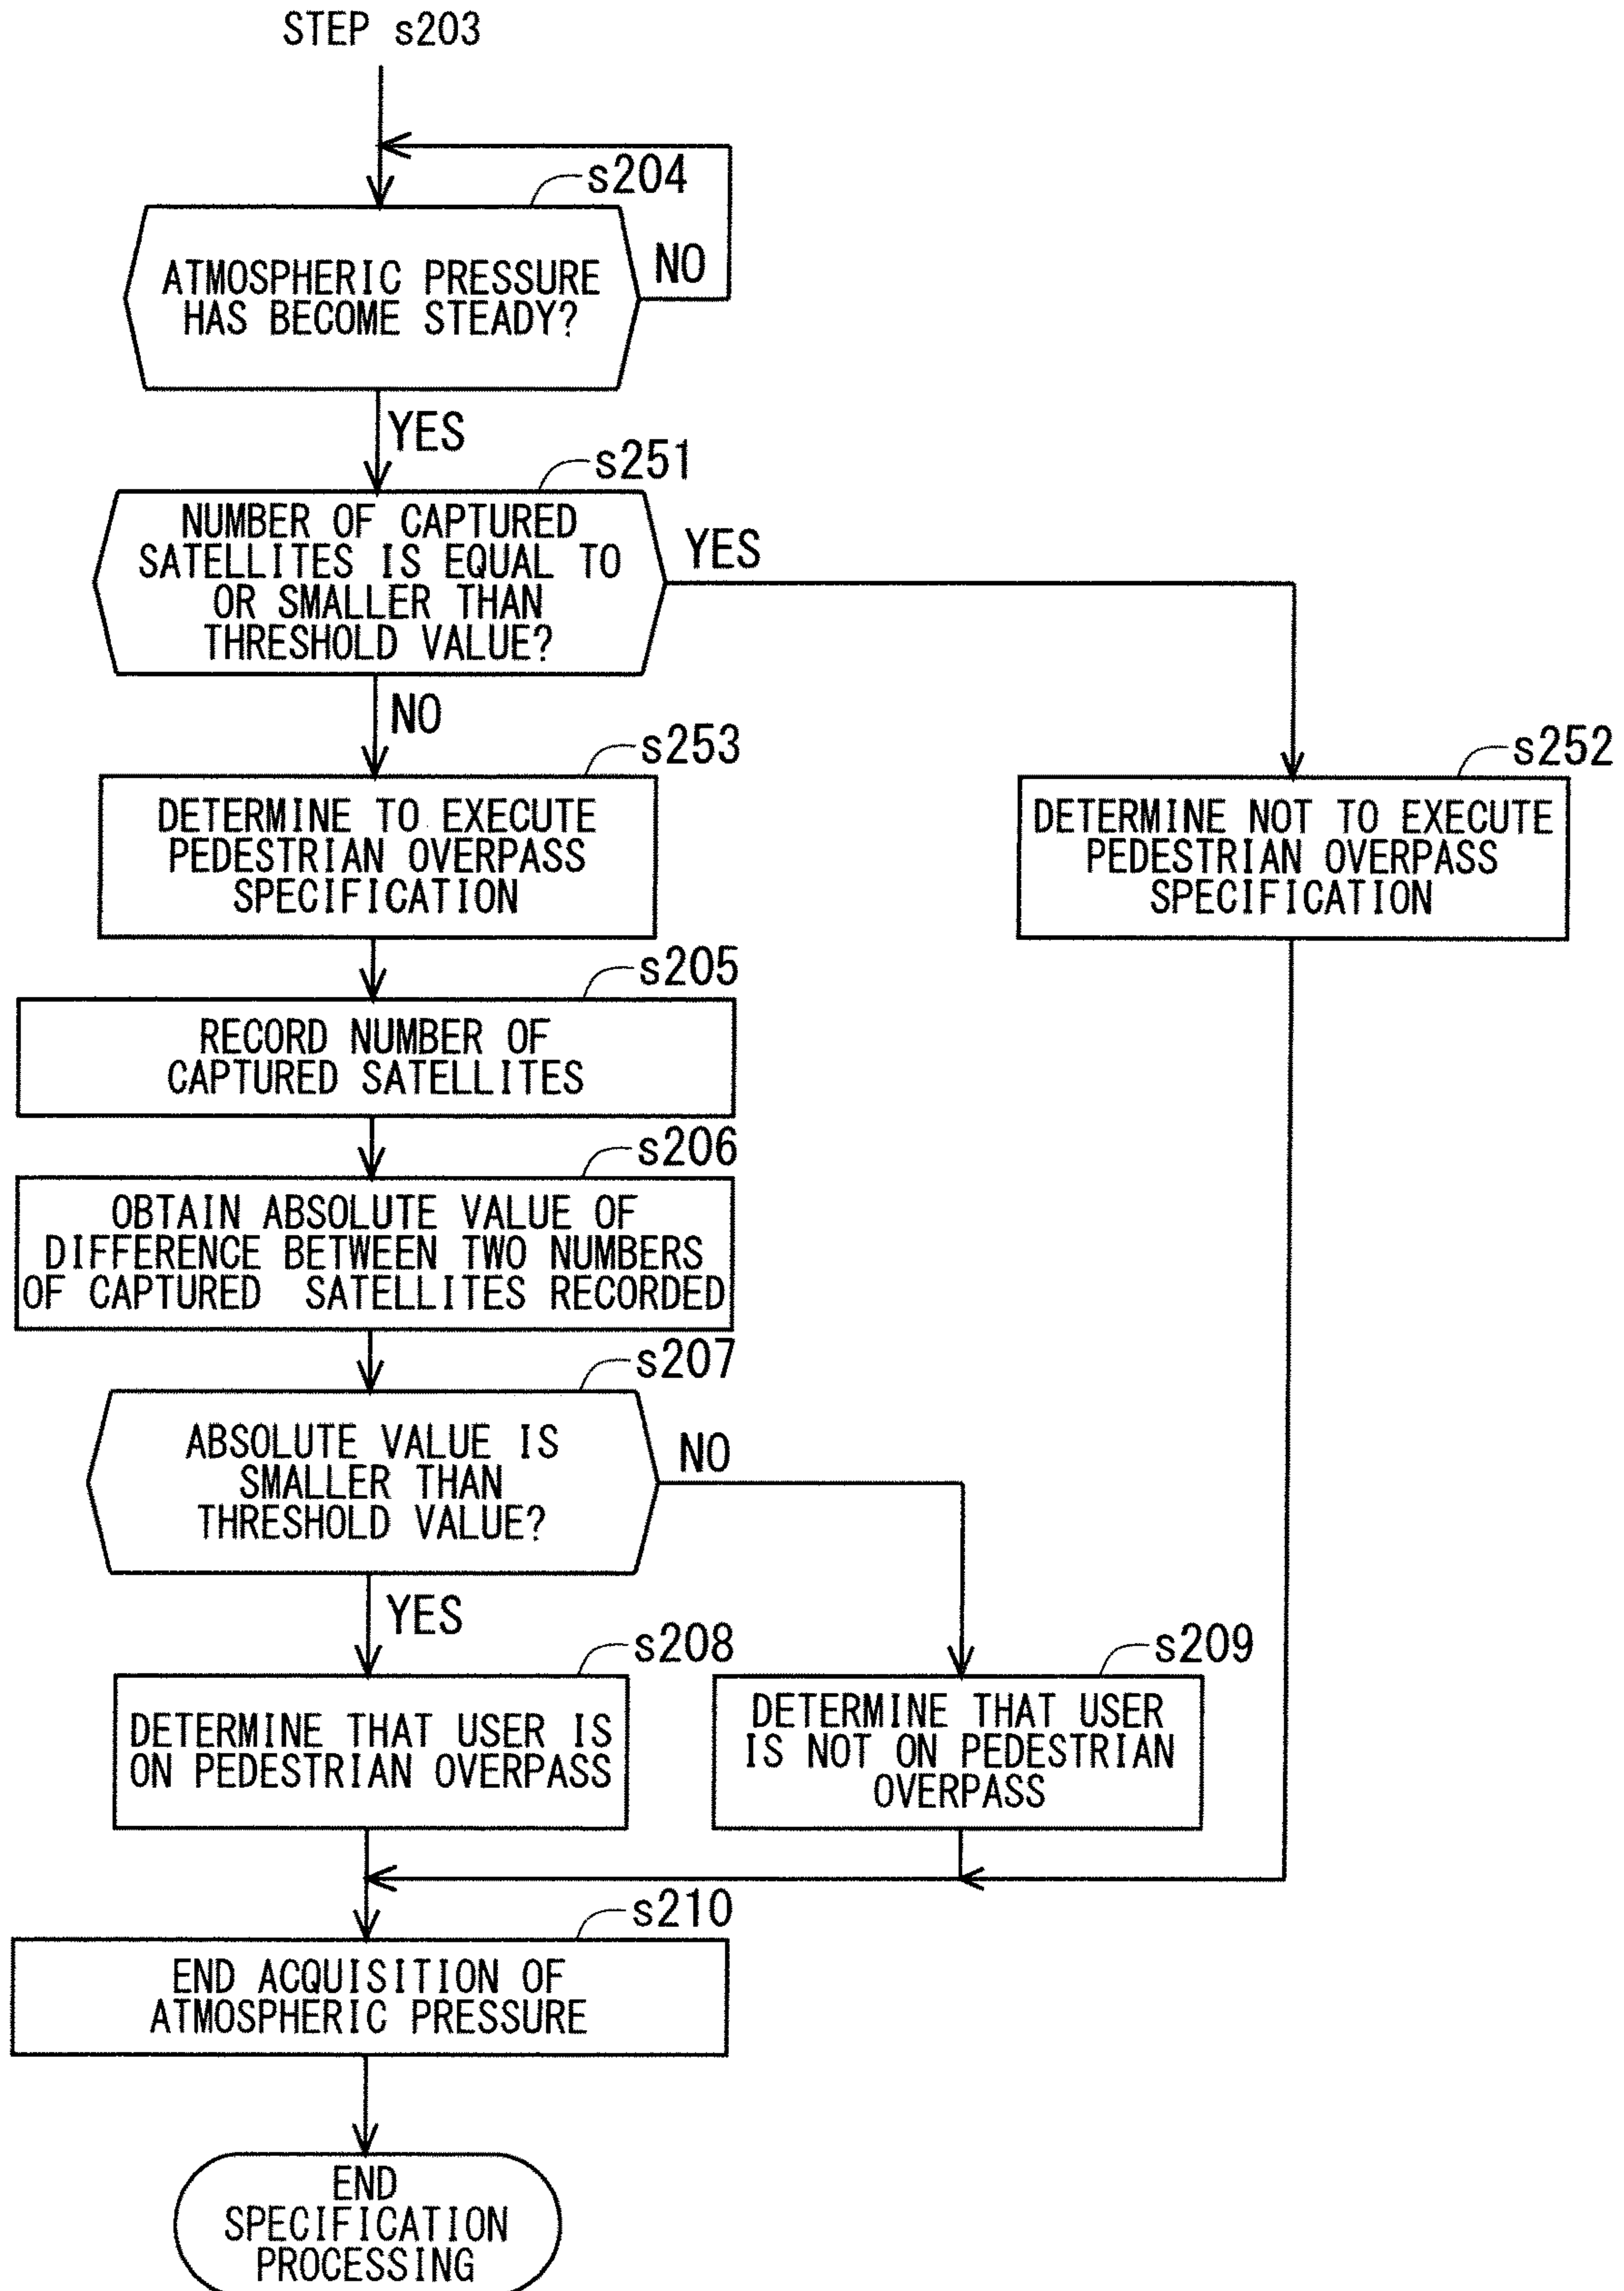 STEP s203
s204
ATMOSPHERIC PRESSURE
HAS BECOME STEADY?
NO
YES
s251
NUMBER OF CAPTURED
SATELLITES IS EQUAL TO
OR SMALLER THAN
THRESHOLD VALUE?
YES
NO
s253
DETERMINE TO EXECUTE
PEDESTRIAN OVERPASS
SPECIFICATION
s252
DETERMINE NOT TO EXECUTE
PEDESTRIAN OVERPASS
SPECIFICATION
s205
RECORD NUMBER OF
CAPTURED SATELLITES
s206
OBTAIN ABSOLUTE VALUE OF
DIFFERENCE BETWEEN TWO NUMBERS
OF CAPTURED SATELLITES RECORDED
s207
ABSOLUTE VALUE IS
SMALLER THAN
THRESHOLD VALUE?
NO
YES
s208
DETERMINE THAT USER IS
ON PEDESTRIAN OVERPASS
s209
DETERMINE THAT USER
IS NOT ON PEDESTRIAN
OVERPASS
s210
END ACQUISITION OF
ATMOSPHERIC PRESSURE
END
SPECIFICATION
PROCESSING